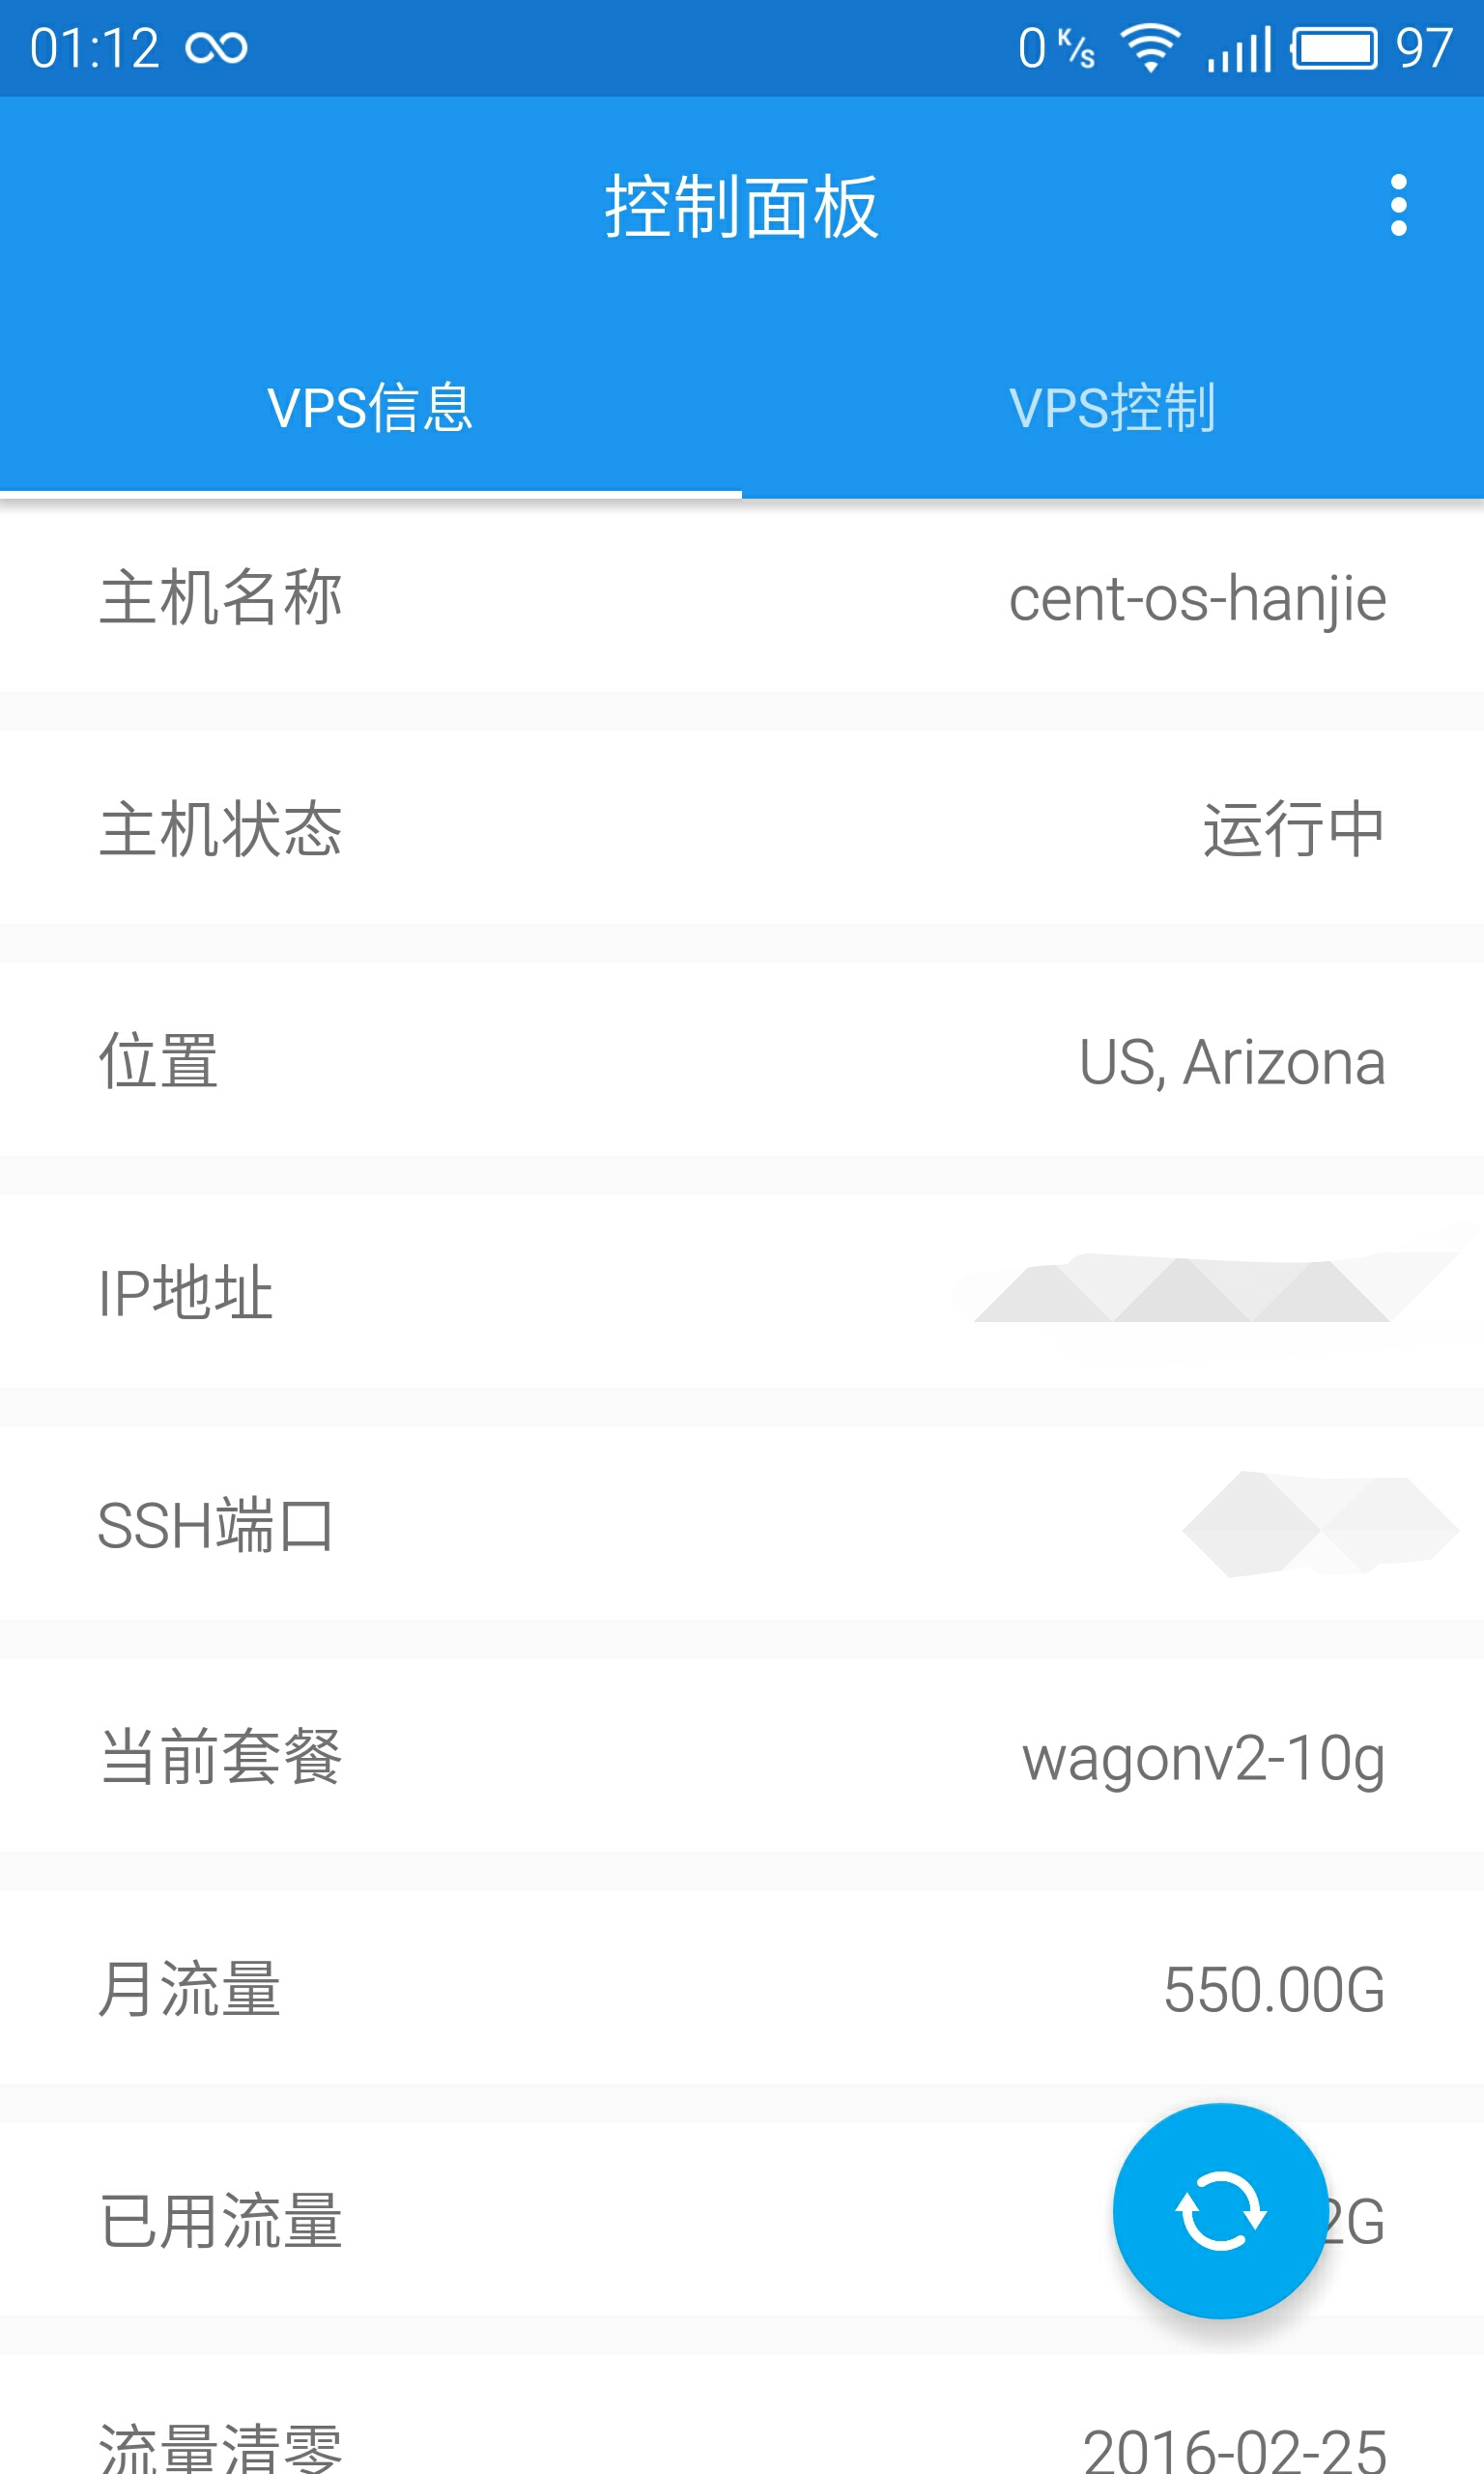 01:12 0 K/s 97
控制面板
VPS信息 VPS控制
主机名称 cent-os-hanjie
主机状态 运行中
位置 US, Arizona
IP地址
SSH端口
当前套餐 wagonv2-10g
月流量 550.00G
已用流量 2G
流量清零 2016-02-25